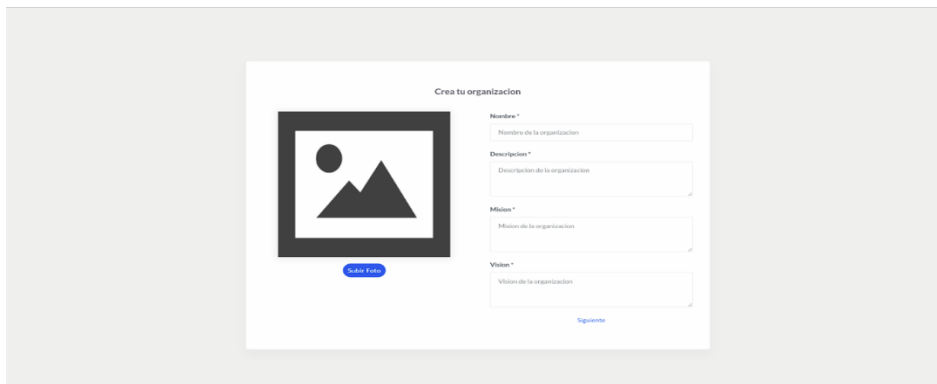 Crea tu organizacion
Nombre *
Nombre de la organizacion
Descripcion *
Descripcion de la organizacion
Mision *
Mision de la organizacion
Subir Foto
Vision *
Vision de la organizacion
Siguiente